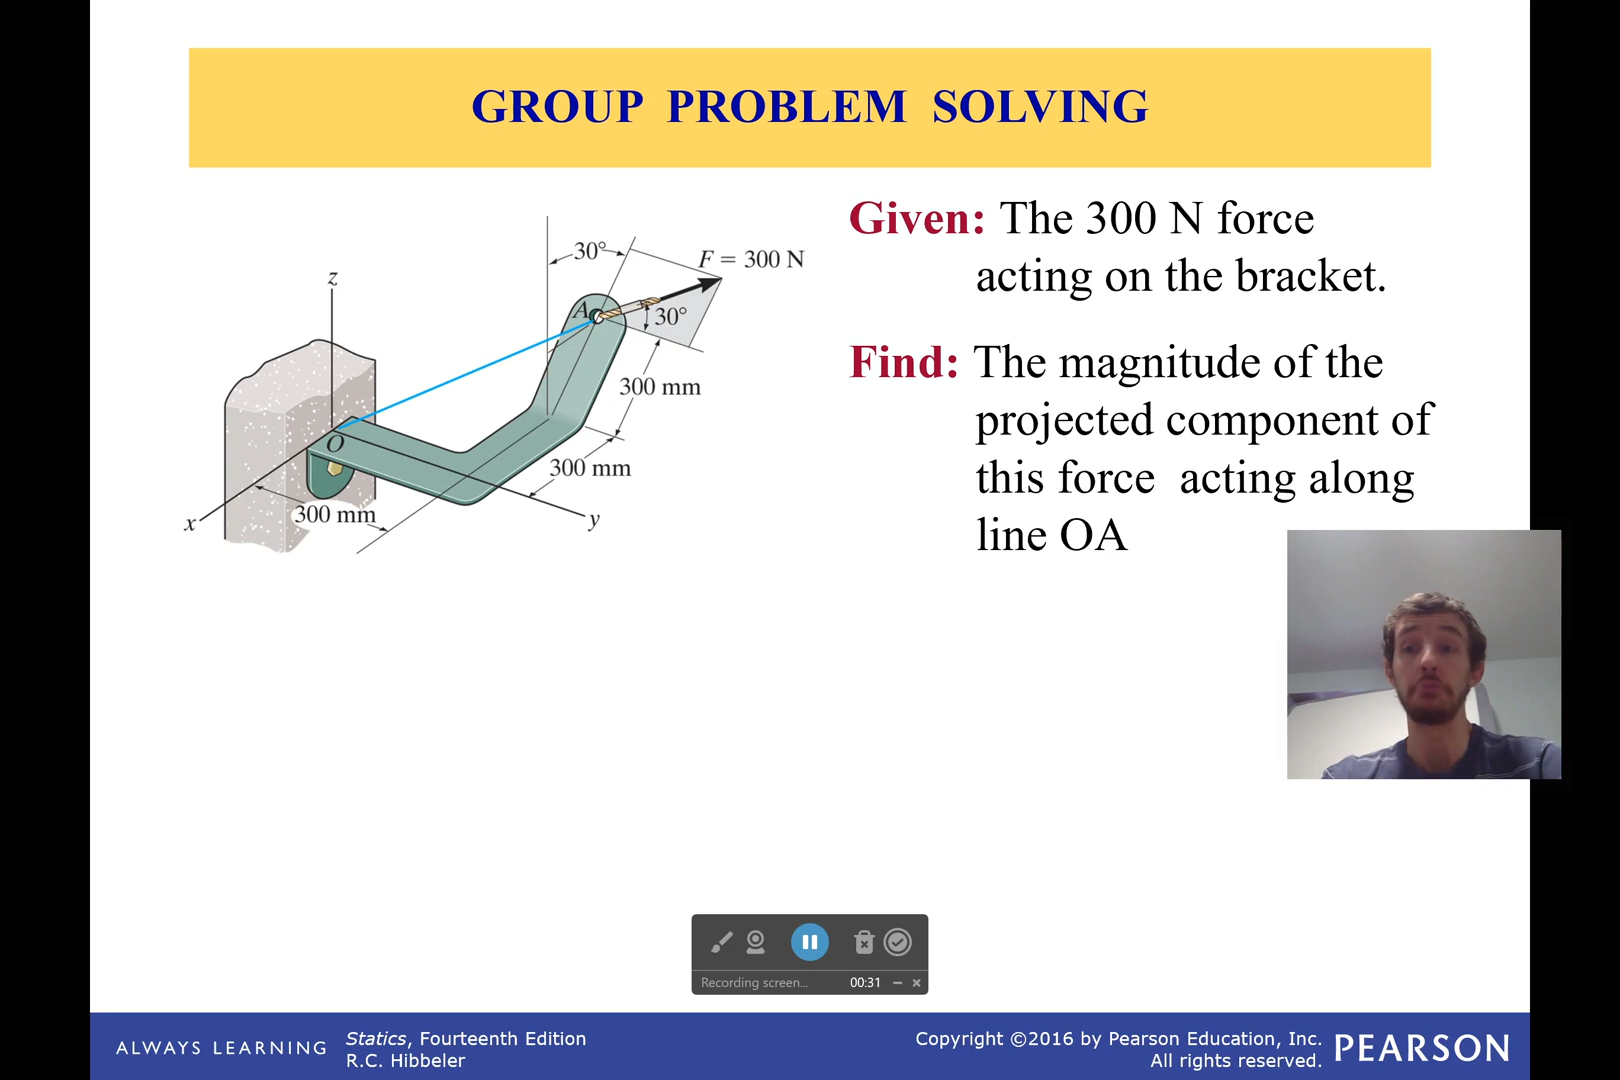 GROUP PROBLEM SOLVING
30°
F = 300 N
z
A
30°
300 mm
O
300 mm
300 mm
x
y
Given: The 300 N force
acting on the bracket.
Find: The magnitude of the
projected component of
this force acting along
line OA
Recording screen... 00:31
ALWAYS LEARNING
Statics, Fourteenth Edition
R.C. Hibbeler
Copyright ©2016 by Pearson Education, Inc.
All rights reserved.
PEARSON